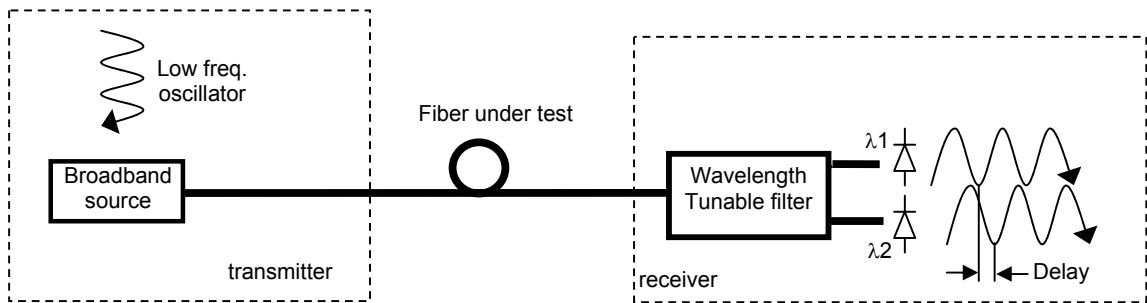 Low freq.
oscillator
Fiber under test
Broadband
source
transmitter
Wavelength
Tunable filter
λ1
λ2
receiver
Delay